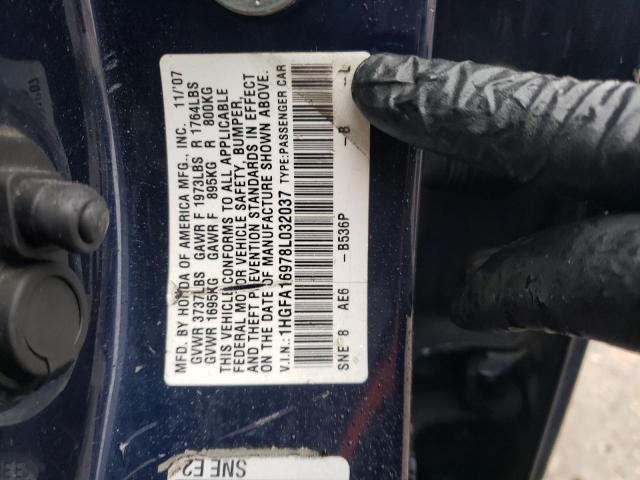 MFD. BY HONDA OF AMERICA MFG., INC. 11/'07
GVWR 3737LBS GAWR F 1973LBS R 1764LBS
GVWR 1695KG GAWR F 895KG R 800KG
THIS VEHICLE CONFORMS TO ALL APPLICABLE
FEDERAL MOTOR VEHICLE SAFETY, BUMPER,
AND THEFT PREVENTION STANDARDS IN EFFECT
ON THE DATE OF MANUFACTURE SHOWN ABOVE.
V.I.N.: 1HGFA16978L032037 TYPE:PASSENGER CAR
SNE 8 AE6 -B536P -B -L
SNE E2